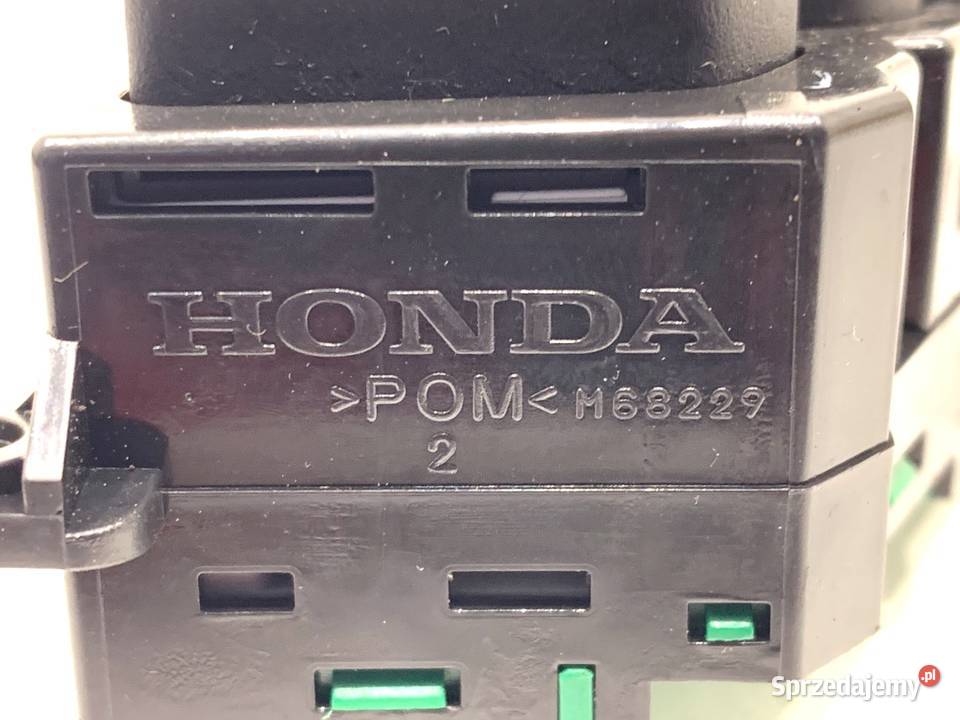 HONDA
>POM< M68229
2
Sprzedajemy.pl